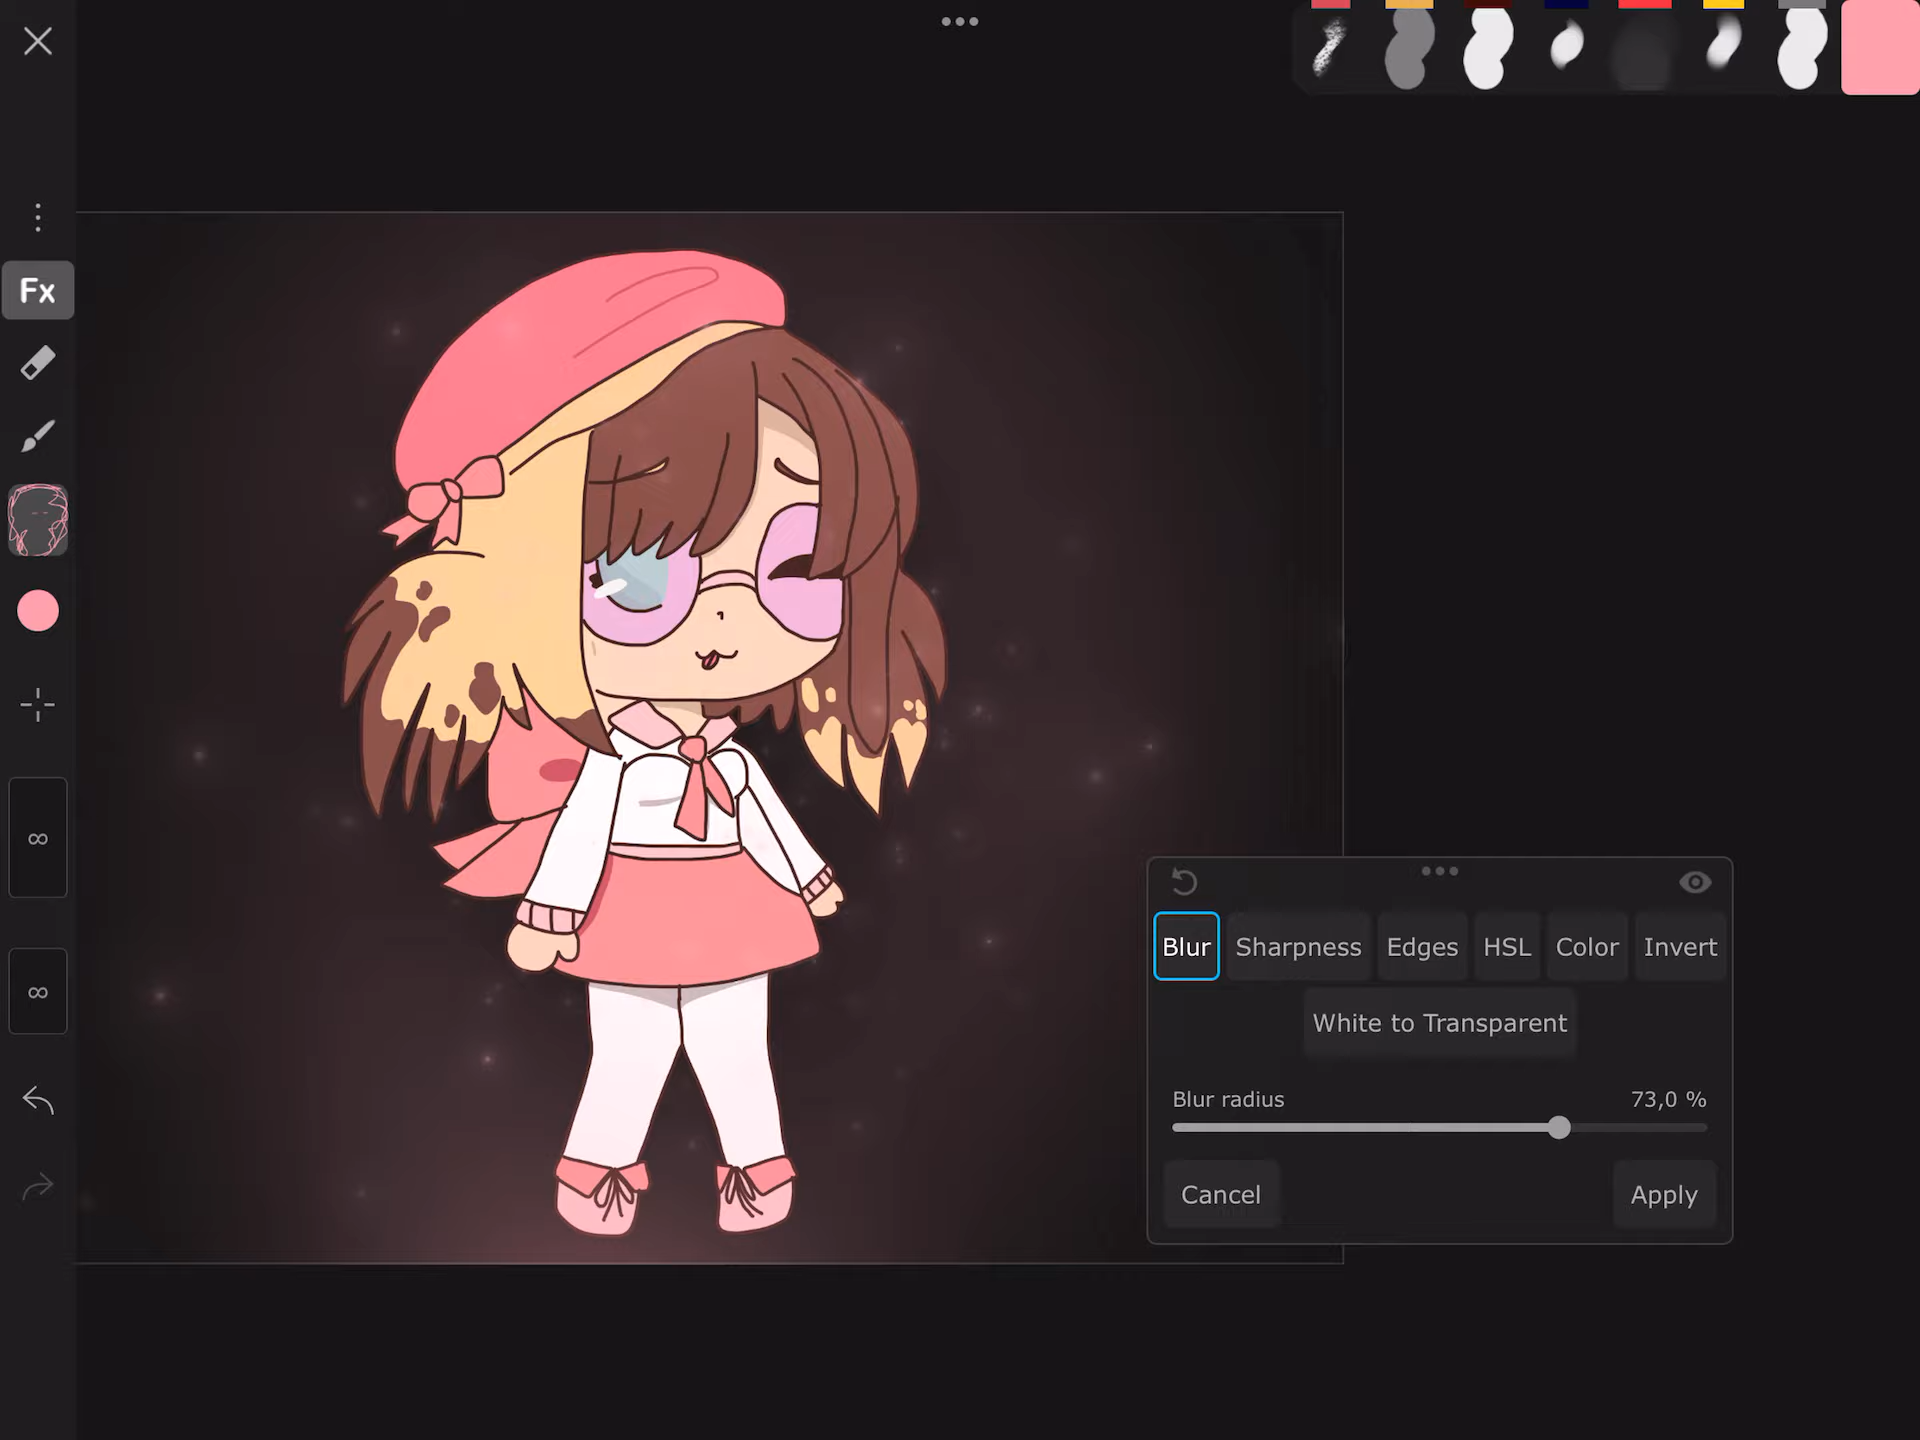 Fx
∞
∞
Blur Sharpness Edges HSL Color Invert
White to Transparent
Blur radius 73,0 %
Cancel Apply